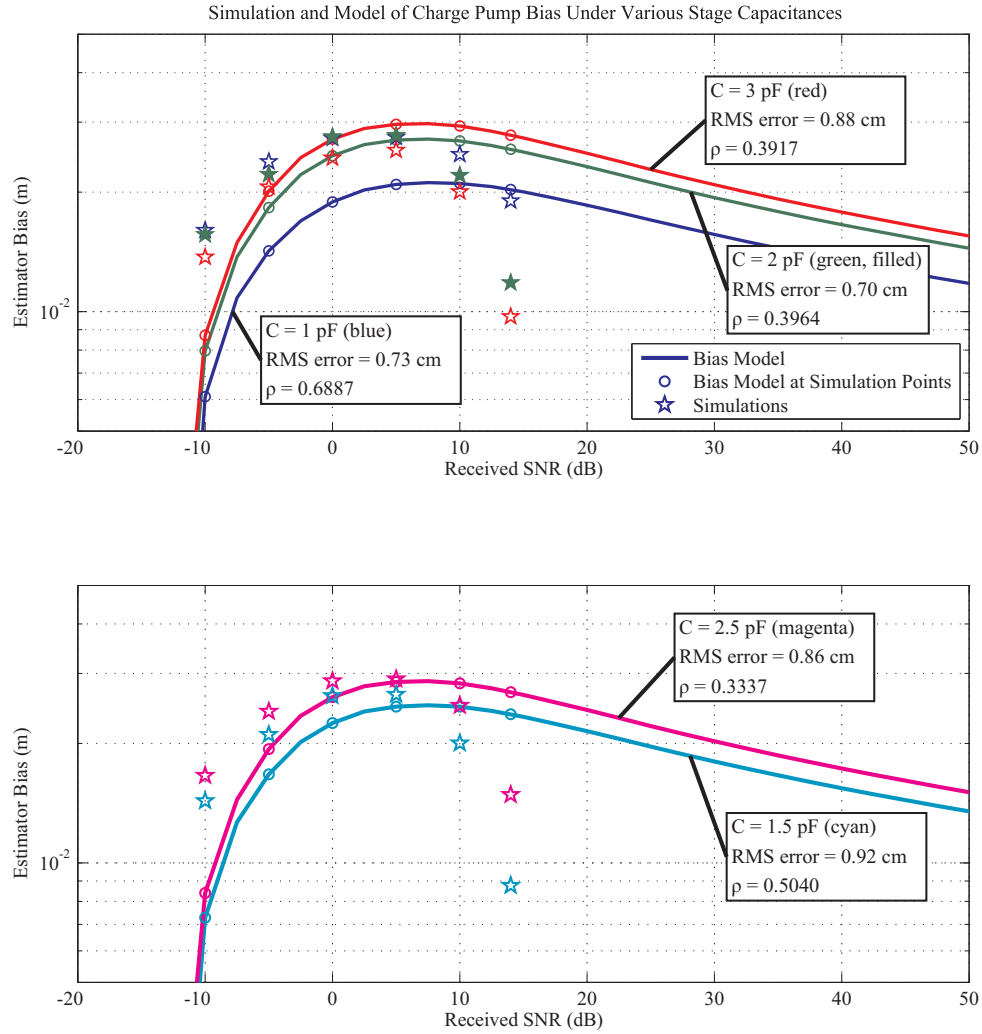 Simulation and Model of Charge Pump Bias Under Various Stage Capacitances
Estimator Bias (m)
10⁻²
C = 3 pF (red)
RMS error = 0.88 cm
ρ = 0.3917
C = 2 pF (green, filled)
RMS error = 0.70 cm
ρ = 0.3964
C = 1 pF (blue)
RMS error = 0.73 cm
ρ = 0.6887
Bias Model
Bias Model at Simulation Points
Simulations
-20 -10 0 10 20 30 40 50
Received SNR (dB)
Estimator Bias (m)
10⁻²
C = 2.5 pF (magenta)
RMS error = 0.86 cm
ρ = 0.3337
C = 1.5 pF (cyan)
RMS error = 0.92 cm
ρ = 0.5040
-20 -10 0 10 20 30 40 50
Received SNR (dB)